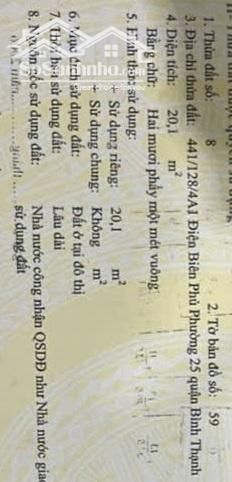 1. Thửa đất số: 8 2. Tờ bản đồ số: 59
3. Địa chỉ thửa đất: 441/128/4A1 Điện Biên Phủ Phường 25 quận Bình Thạnh
4. Diện tích: 20,1 m²
Bằng chữ: Hai mươi phẩy một mét vuông
5. Hình thức sử dụng:
Sử dụng riêng: 20,1 m²
Sử dụng chung: Không m²
6. Mục đích sử dụng đất: Đất ở tại đô thị
7. Thời hạn sử dụng đất: Lâu dài
8. Nguồn gốc sử dụng đất: Nhà nước công nhận QSDĐ như Nhà nước giao
sử dụng đất